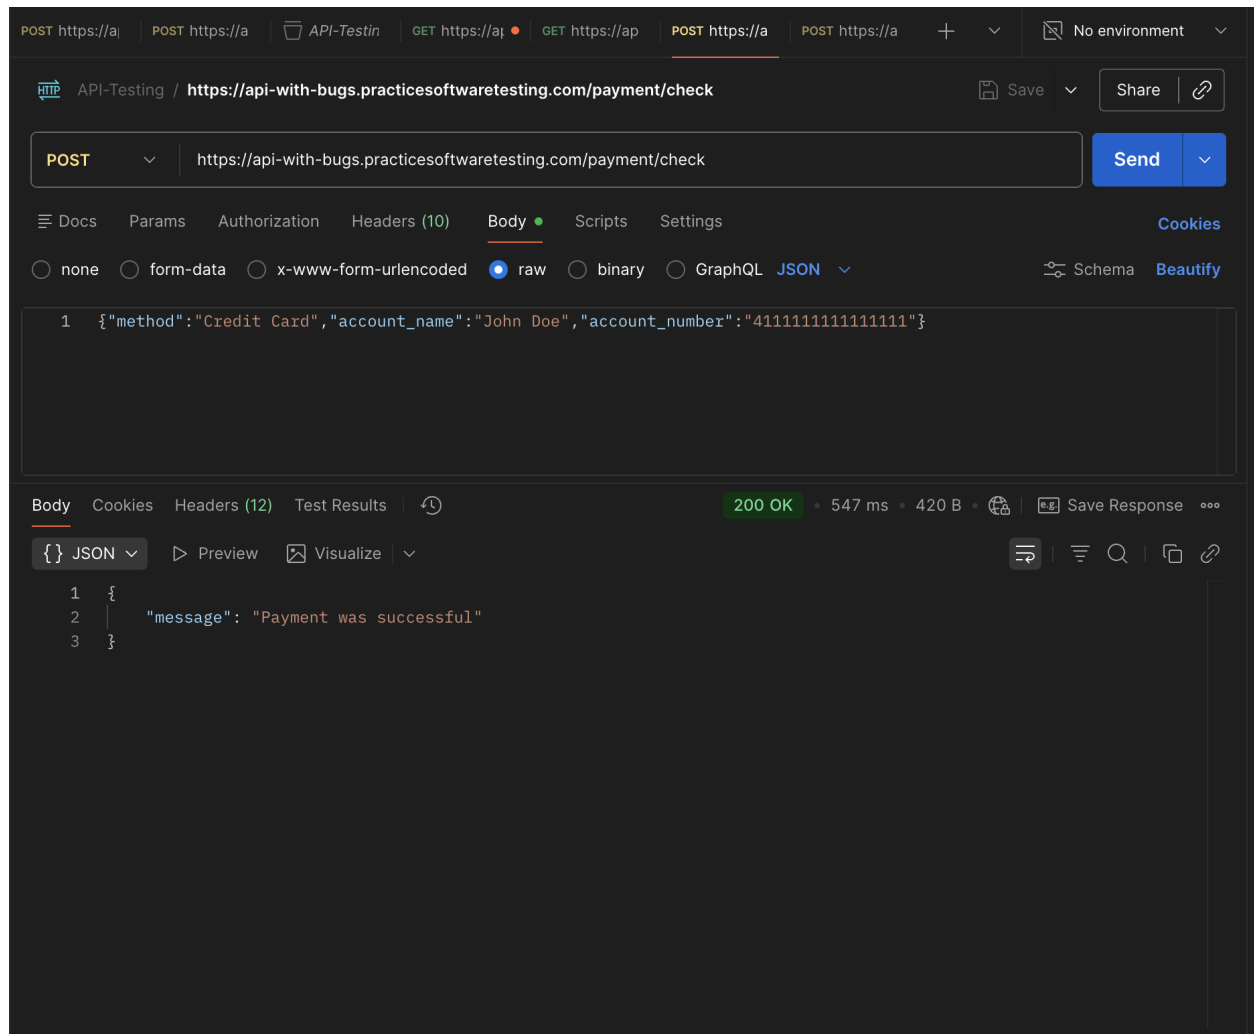 POST https://a| POST https://a API-Testin GET https://ap GET https://ap POST https://a POST https://a No environment
HTTP API-Testing / https://api-with-bugs.practicesoftwaretesting.com/payment/check Save Share
POST https://api-with-bugs.practicesoftwaretesting.com/payment/check Send
Docs Params Authorization Headers (10) Body Scripts Settings Cookies
none form-data x-www-form-urlencoded raw binary GraphQL JSON Schema Beautify
1 {"method":"Credit Card","account_name":"John Doe","account_number":"4111111111111111"}
Body Cookies Headers (12) Test Results 200 OK • 547 ms • 420 B • e.g. Save Response
{} JSON Preview Visualize
1 {
2 "message": "Payment was successful"
3 }